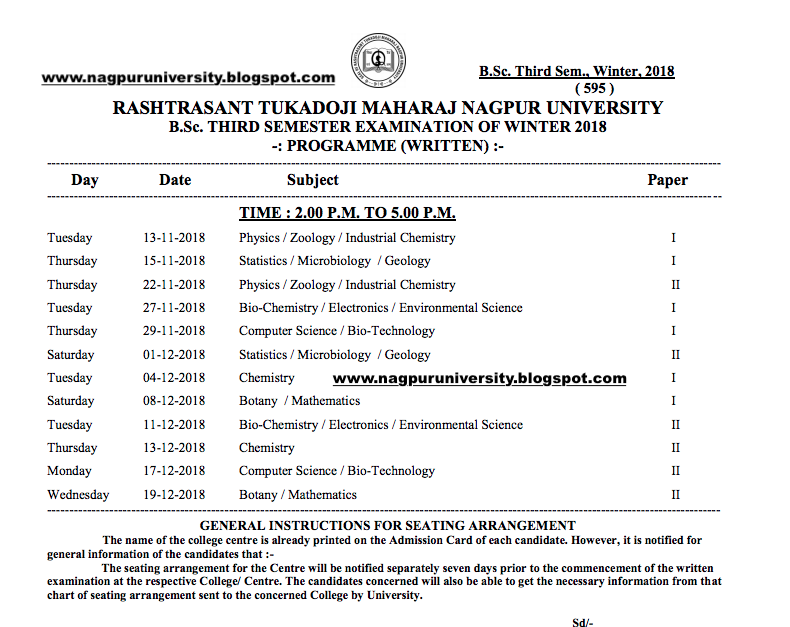 www.nagpuruniversity.blogspot.com
B.Sc. Third Sem., Winter, 2018
( 595 )
RASHTRASANT TUKADOJI MAHARAJ NAGPUR UNIVERSITY
B.Sc. THIRD SEMESTER EXAMINATION OF WINTER 2018
-: PROGRAMME (WRITTEN) :-
Day Date Subject Paper
TIME : 2.00 P.M. TO 5.00 P.M.
Tuesday 13-11-2018 Physics / Zoology / Industrial Chemistry I
Thursday 15-11-2018 Statistics / Microbiology / Geology I
Thursday 22-11-2018 Physics / Zoology / Industrial Chemistry II
Tuesday 27-11-2018 Bio-Chemistry / Electronics / Environmental Science I
Thursday 29-11-2018 Computer Science / Bio-Technology I
Saturday 01-12-2018 Statistics / Microbiology / Geology II
Tuesday 04-12-2018 Chemistry www.nagpuruniversity.blogspot.com I
Saturday 08-12-2018 Botany / Mathematics I
Tuesday 11-12-2018 Bio-Chemistry / Electronics / Environmental Science II
Thursday 13-12-2018 Chemistry II
Monday 17-12-2018 Computer Science / Bio-Technology II
Wednesday 19-12-2018 Botany / Mathematics II
GENERAL INSTRUCTIONS FOR SEATING ARRANGEMENT
The name of the college centre is already printed on the Admission Card of each candidate. However, it is notified for
general information of the candidates that :-
The seating arrangement for the Centre will be notified separately seven days prior to the commencement of the written
examination at the respective College/ Centre. The candidates concerned will also be able to get the necessary information from that
chart of seating arrangement sent to the concerned College by University.
Sd/-